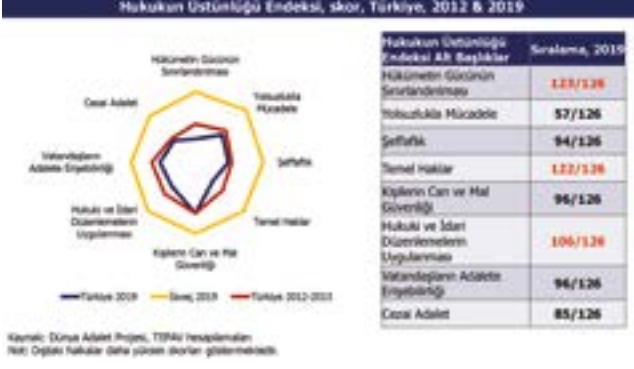 Hukukun Üstünlüğü Endeksi, skor, Türkiye, 2012 & 2019
Hükümetin Gücünün
Sınırlandırılması
Yolsuzlukla
Mücadele
Şeffaflık
Temel Haklar
Kişilerin Can ve Mal
Güvenliği
Hukuki ve İdari
Düzenlemelerin
Uygulanması
Vatandaşların
Adalete Erişebilirliği
Cezai Adalet
Türkiye 2019
2019
Türkiye 2012-2013
Hukukun Üstünlüğü
Endeksi Alt Başlıklar
Sıralama, 2019
Hükümetin Gücünün
Sınırlandırılması
123/126
Yolsuzlukla Mücadele
57/126
Şeffaflık
94/126
Temel Haklar
122/126
Kişilerin Can ve Mal
Güvenliği
96/126
Hukuki ve İdari
Düzenlemelerin
Uygulanması
106/126
Vatandaşların Adalete
Erişebilirliği
96/126
Cezai Adalet
85/126
Kaynak: Dünya Adalet Projesi, TEPAV hesaplamaları
Not: Dıştaki halkalar daha yüksek skorları göstermektedir.